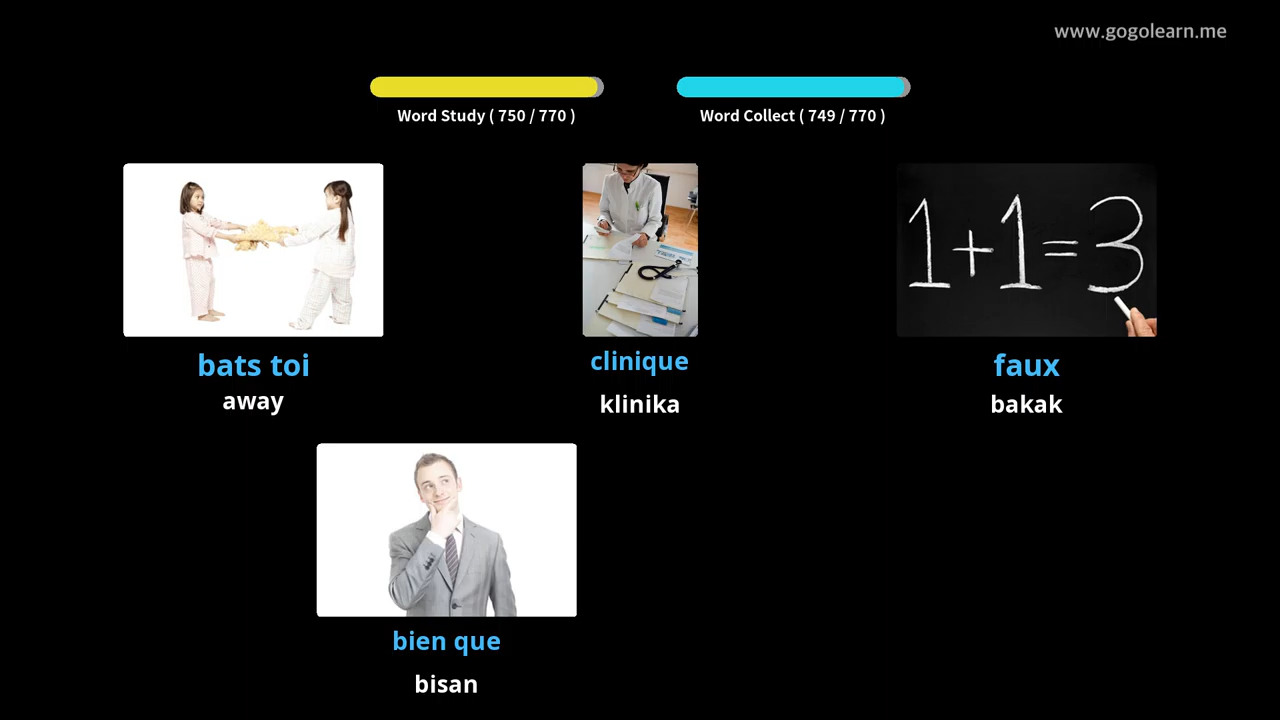 www.gogolearn.me
Word Study ( 750 / 770 )
Word Collect ( 749 / 770 )
1+1=3
bats toi
away
clinique
klinika
faux
bakak
bien que
bisan